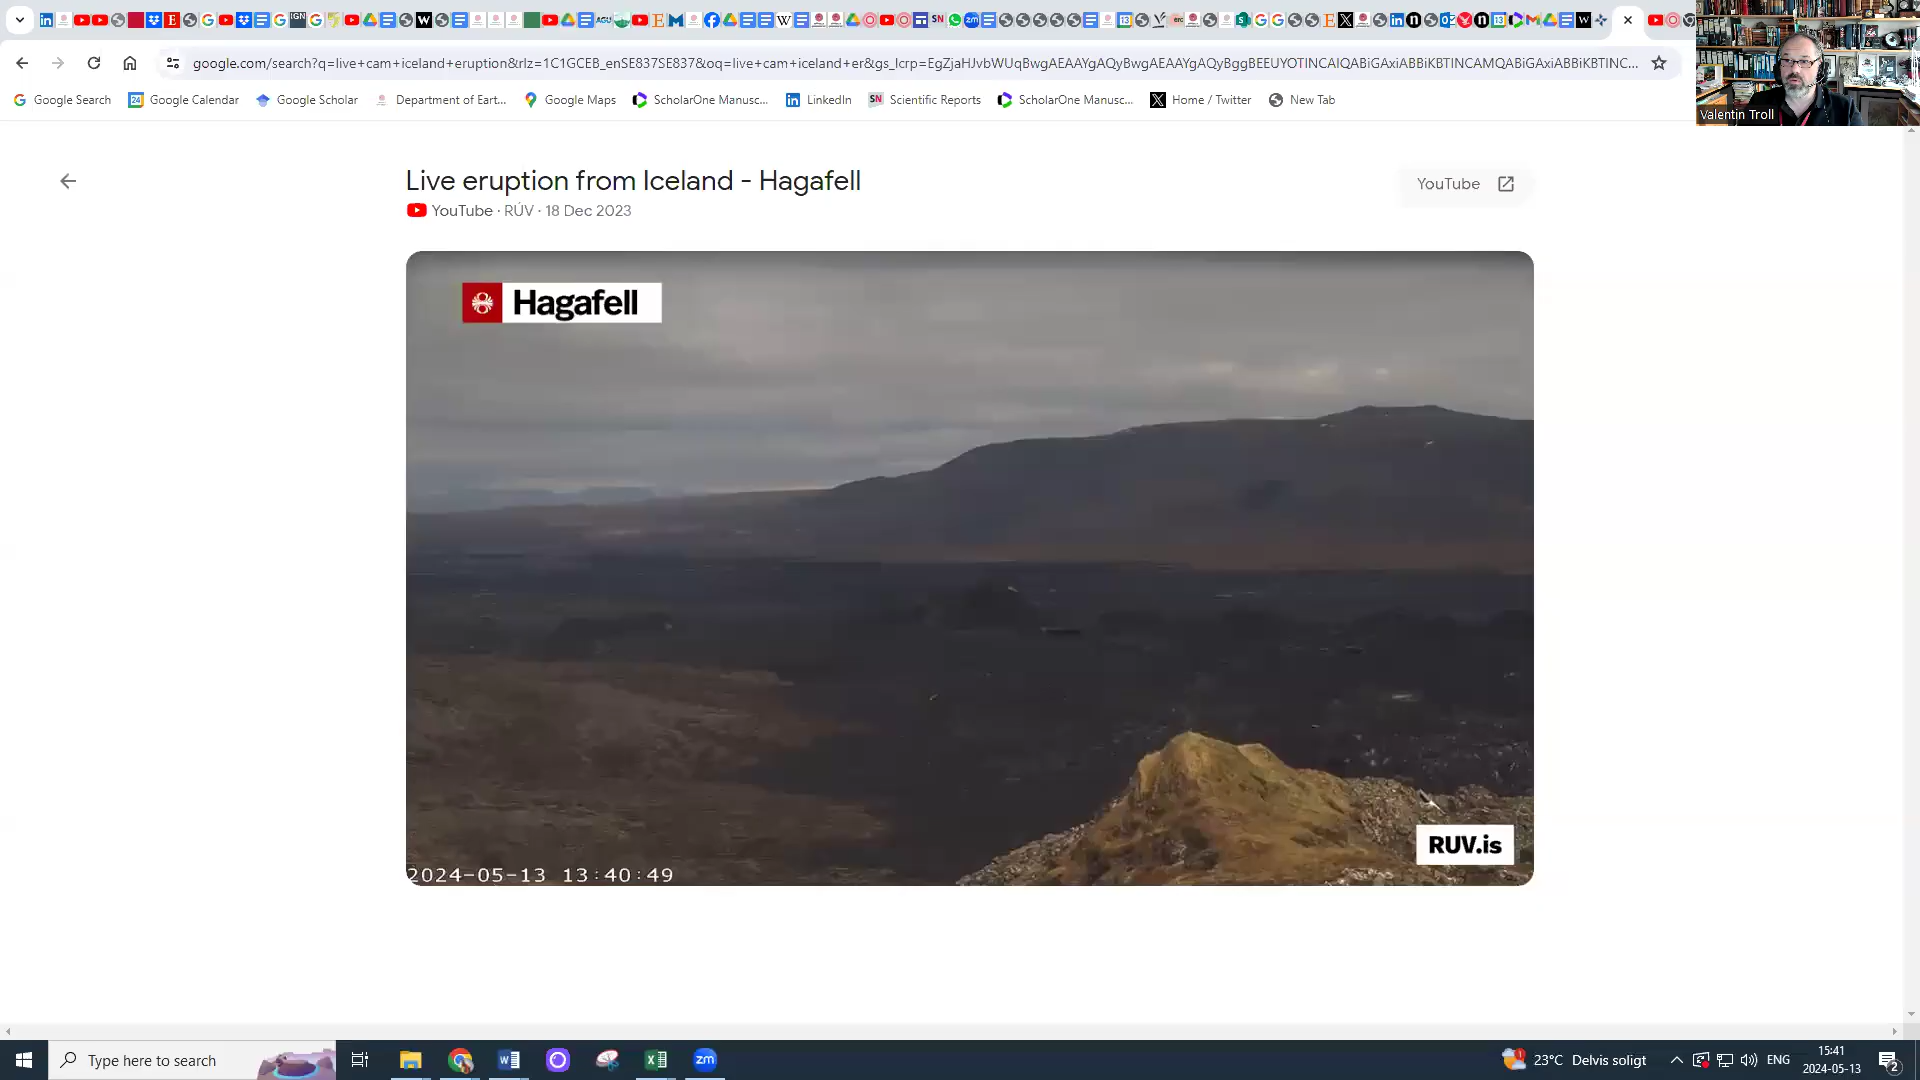 google.com/search?q=live+cam+iceland+eruption&rlz=1C1GCEB_enSE837SE837&oq=live+cam+iceland+er&gs_lcrp=EgZjaHJvbWUqBwgAEAAYgAQyBwgAEAAYgAQyBggBEEUYOTINCAIQABiGAxiABBiKBTINCAMQABiGAxiABBiKBTINC...
Google Search
Google Calendar
Google Scholar
Department of Eart...
Google Maps
ScholarOne Manusc...
LinkedIn
SN Scientific Reports
ScholarOne Manusc...
Home / Twitter
New Tab
Valentin Troll
Live eruption from Iceland - Hagafell
YouTube
YouTube · RÚV · 18 Dec 2023
Hagafell
RUV.is
2024-05-13 13:40:49
Type here to search
zm
23°C Delvis soligt
ENG
15:41
2024-05-13
2